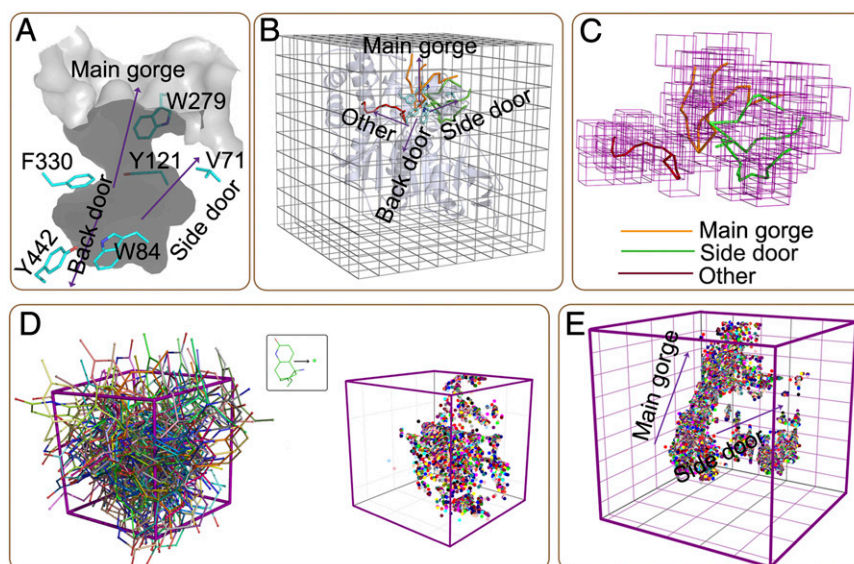 A
Main gorge
W279
F330
Y121
V71
Back door
Side door
Y442
W84
B
Main gorge
Other
Side door
Back door
C
Main gorge
Side door
Other
D
E
Main gorge
Side door